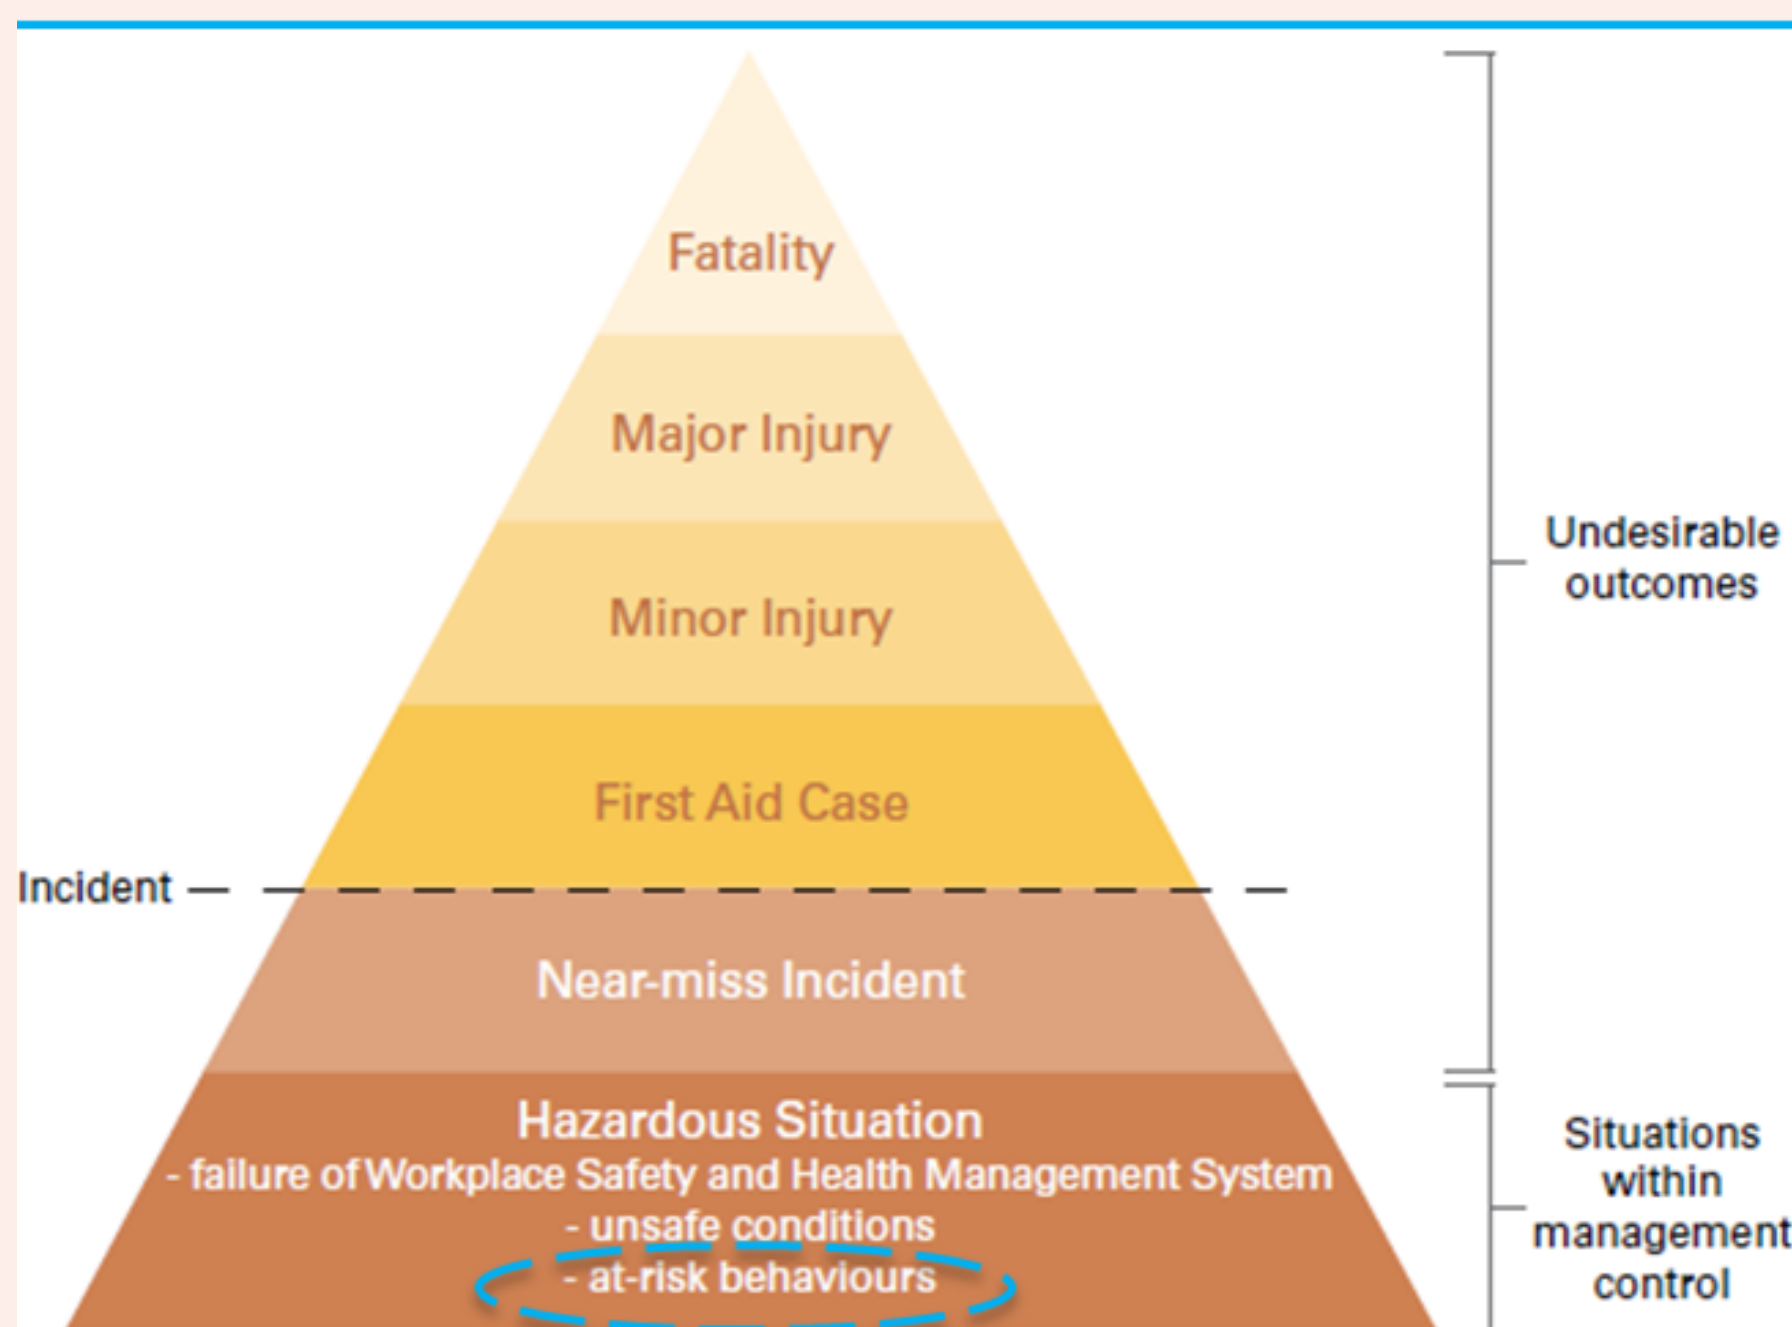 Fatality
Major Injury
Minor Injury
Undesirable
outcomes
First Aid Case
Incident
Near-miss Incident
Hazardous Situation
- failure of Workplace Safety and Health Management System
- unsafe conditions
- at-risk behaviours
Situations
within
management
control